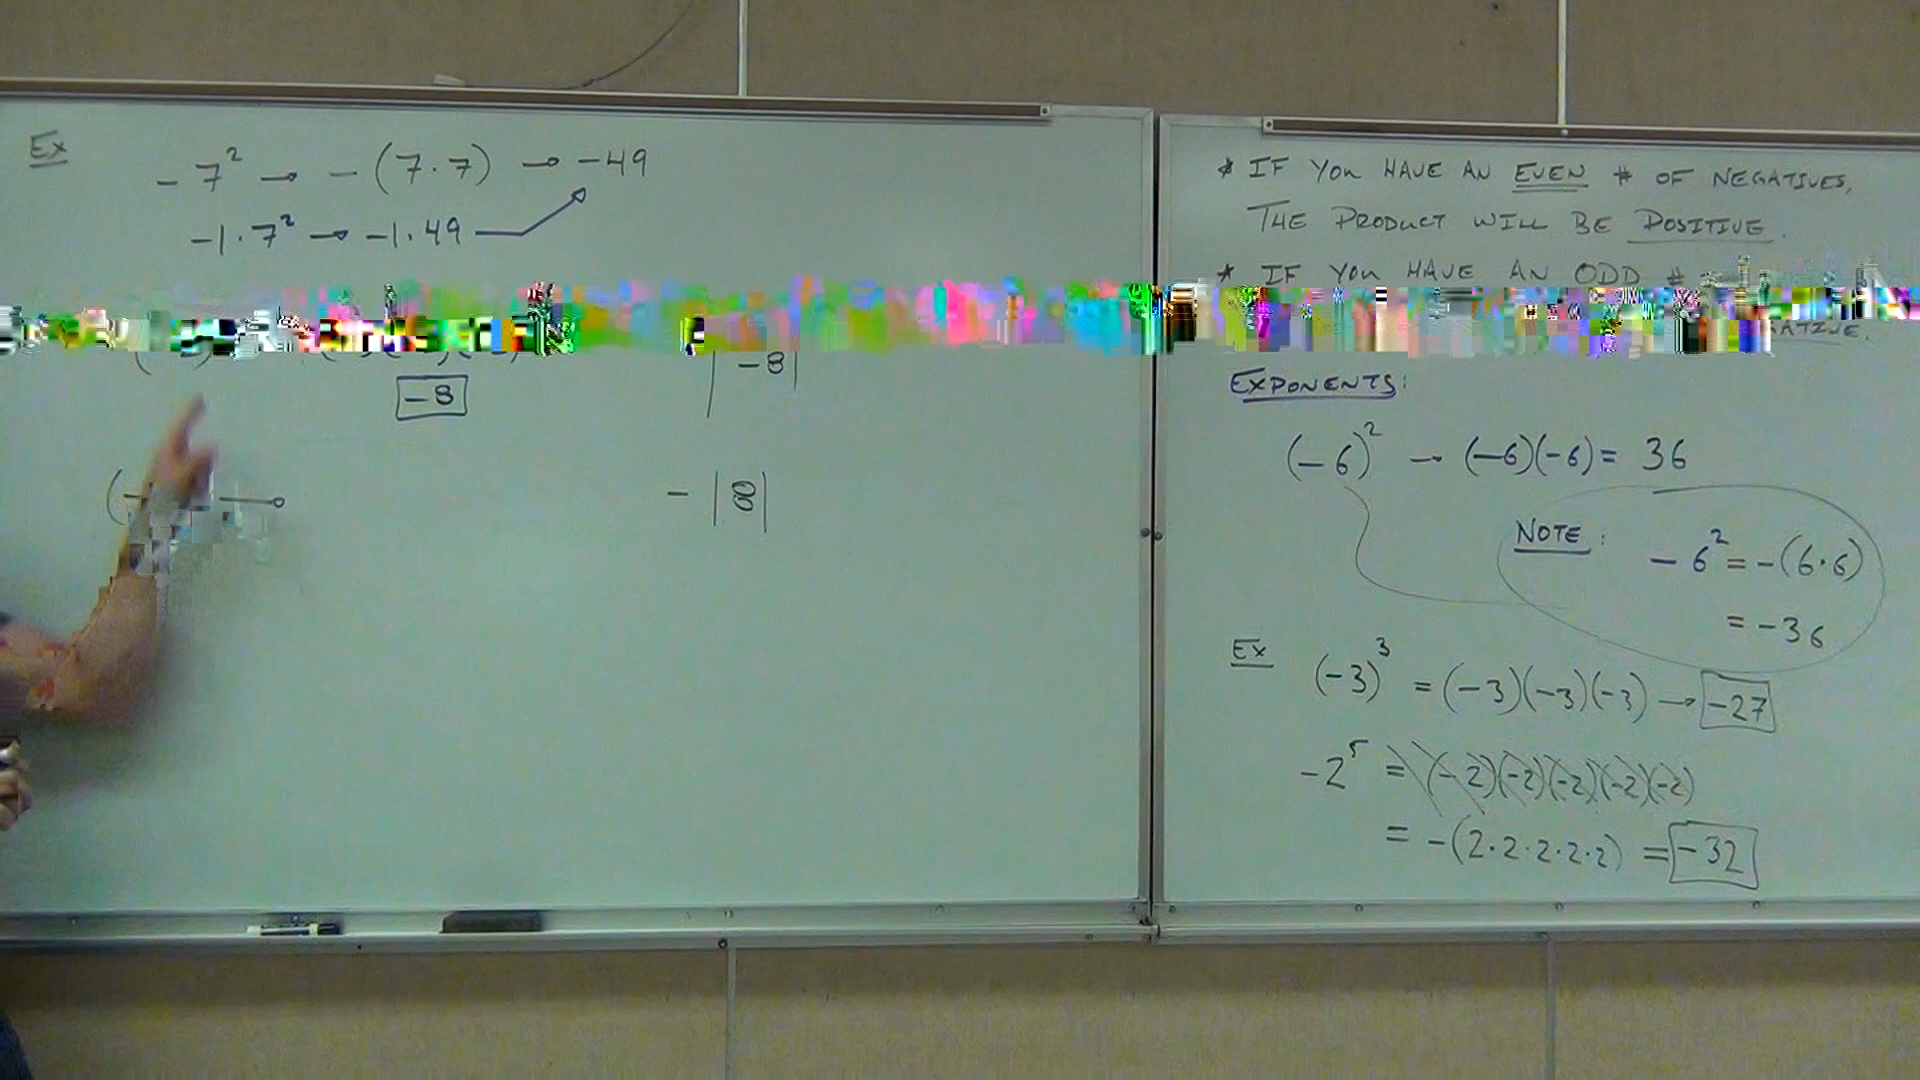 Ex
-7² → -(7·7) → -49
-1·7² → -1·49
-8
|-8|
-|8|
* IF YOU HAVE AN EVEN # OF NEGATIVES,
THE PRODUCT WILL BE POSITIVE.
* IF YOU HAVE AN ODD #
EXPONENTS:
(-6)² → (-6)(-6) = 36
NOTE: -6² = -(6·6)
= -36
Ex (-3)³ = (-3)(-3)(-3) → -27
-2⁵ = (-2)(-2)(-2)(-2)(-2)
= -(2·2·2·2·2) = -32